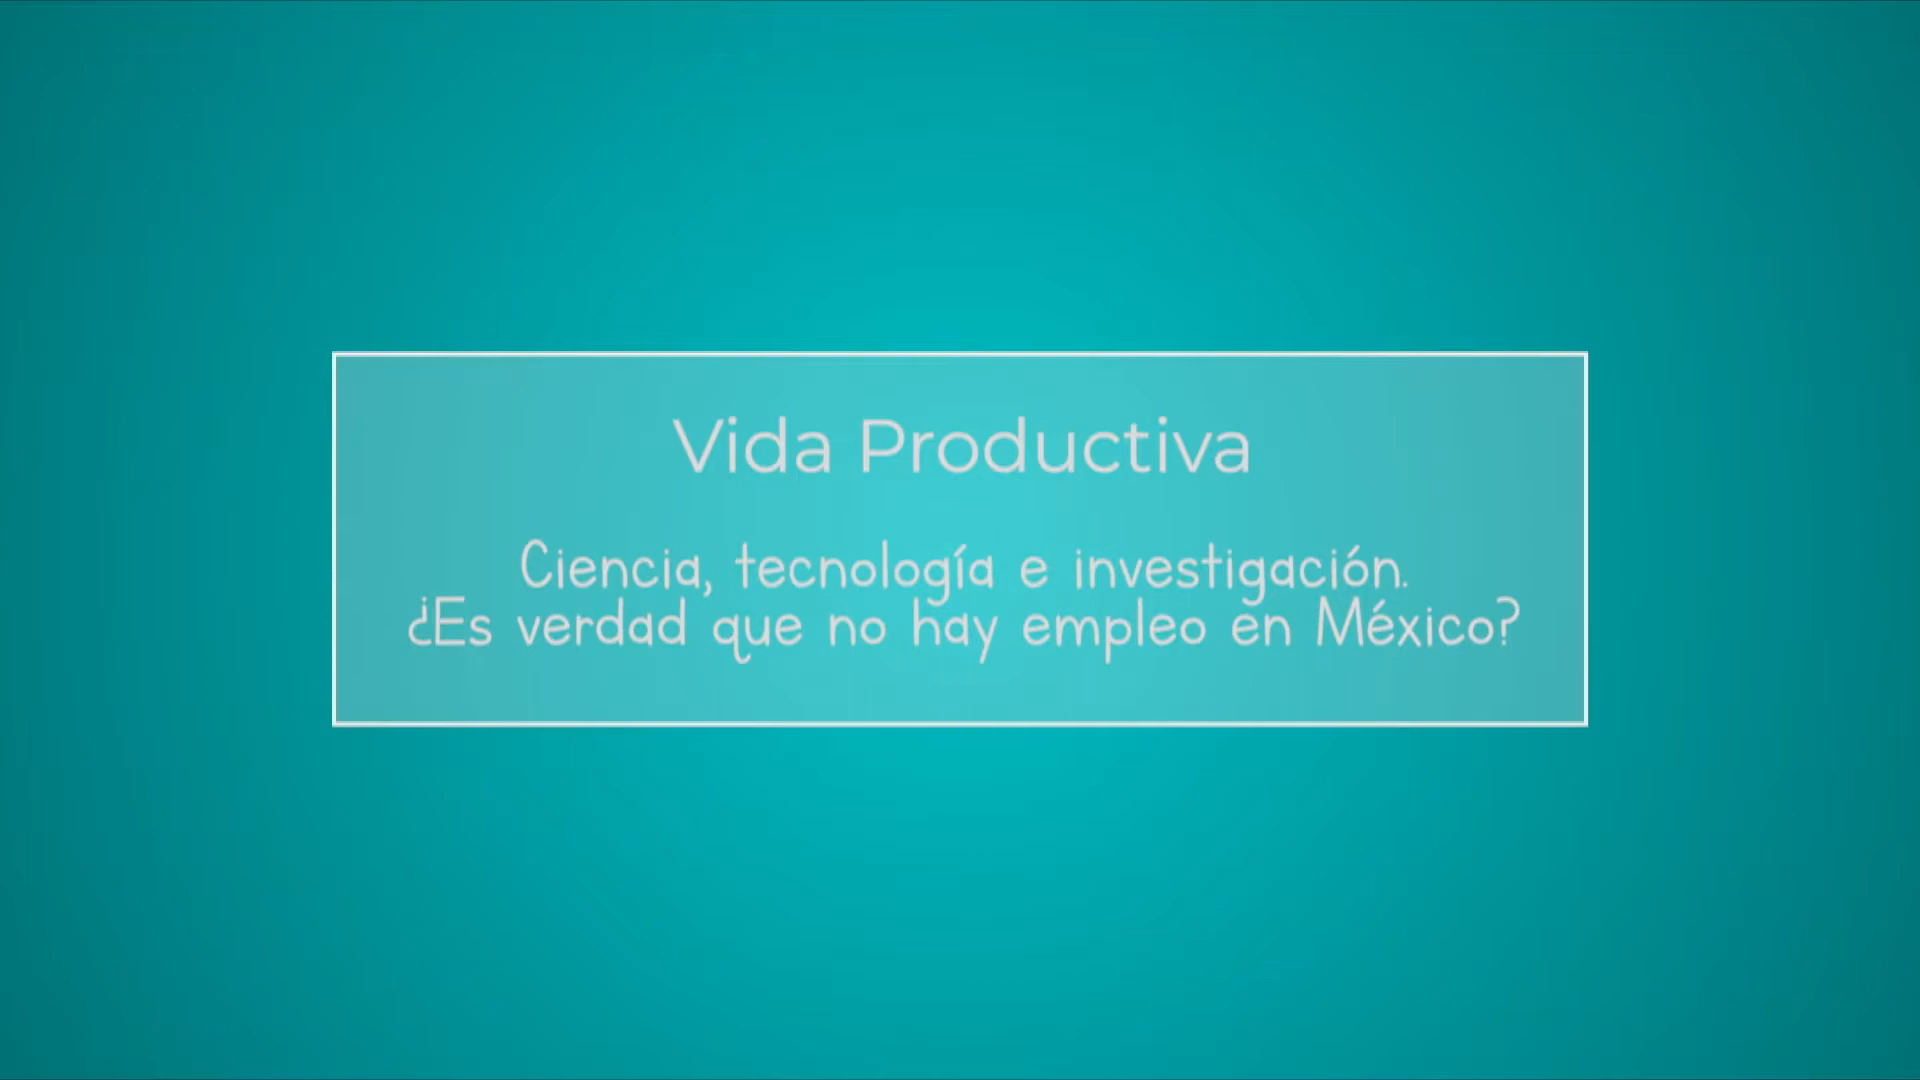 Vida Productiva
Ciencia, tecnología e investigación.
¿Es verdad que no hay empleo en México?